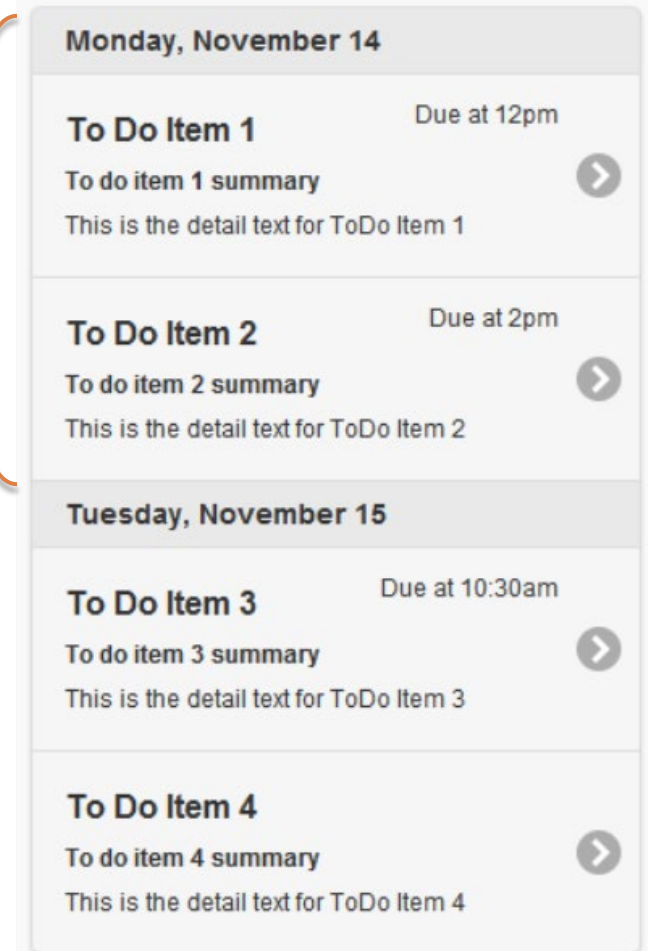 Monday, November 14
To Do Item 1
Due at 12pm
To do item 1 summary
This is the detail text for ToDo Item 1
To Do Item 2
Due at 2pm
To do item 2 summary
This is the detail text for ToDo Item 2
Tuesday, November 15
To Do Item 3
Due at 10:30am
To do item 3 summary
This is the detail text for ToDo Item 3
To Do Item 4
To do item 4 summary
This is the detail text for ToDo Item 4